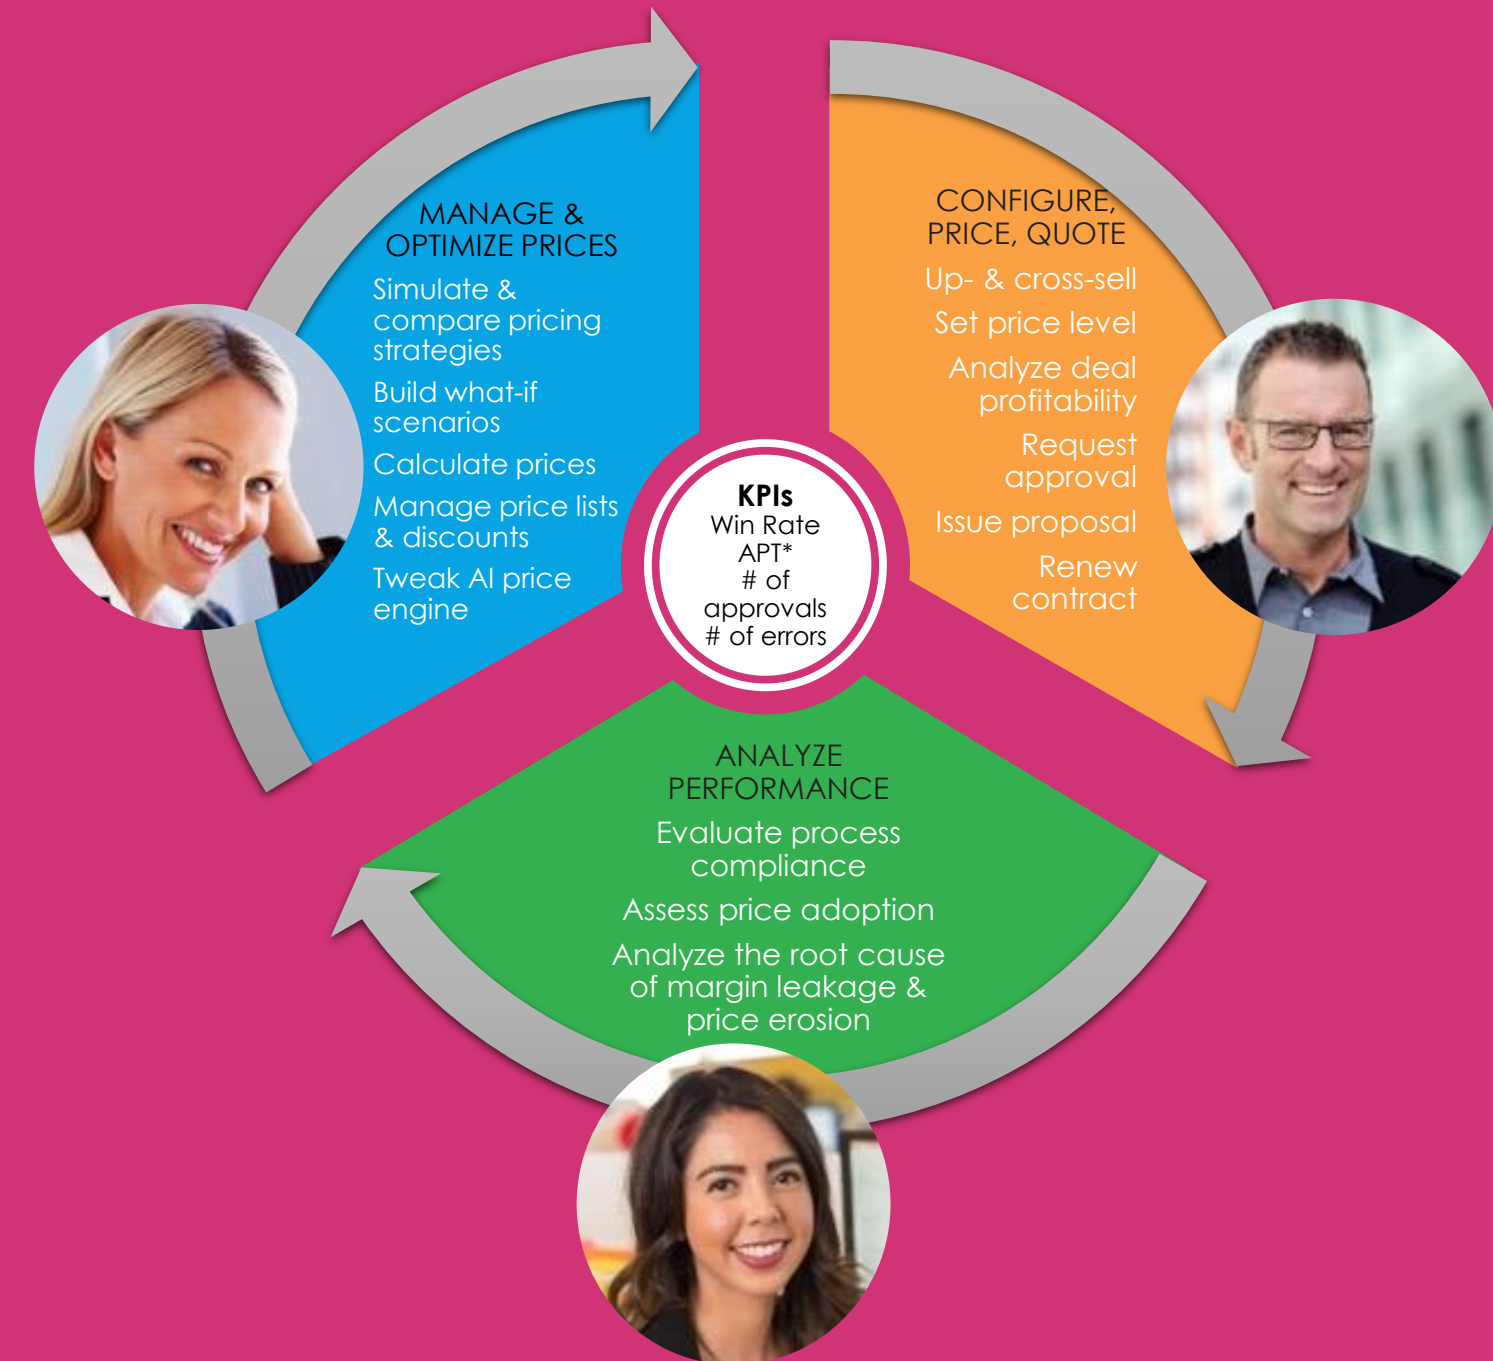 MANAGE &
OPTIMIZE PRICES
Simulate &
compare pricing
strategies
Build what-if
scenarios
Calculate prices
Manage price lists
& discounts
Tweak AI price
engine
CONFIGURE,
PRICE, QUOTE
Up- & cross-sell
Set price level
Analyze deal
profitability
Request
approval
Issue proposal
Renew
contract
KPIs
Win Rate
APT*
# of
approvals
# of errors
ANALYZE
PERFORMANCE
Evaluate process
compliance
Assess price adoption
Analyze the root cause
of margin leakage &
price erosion